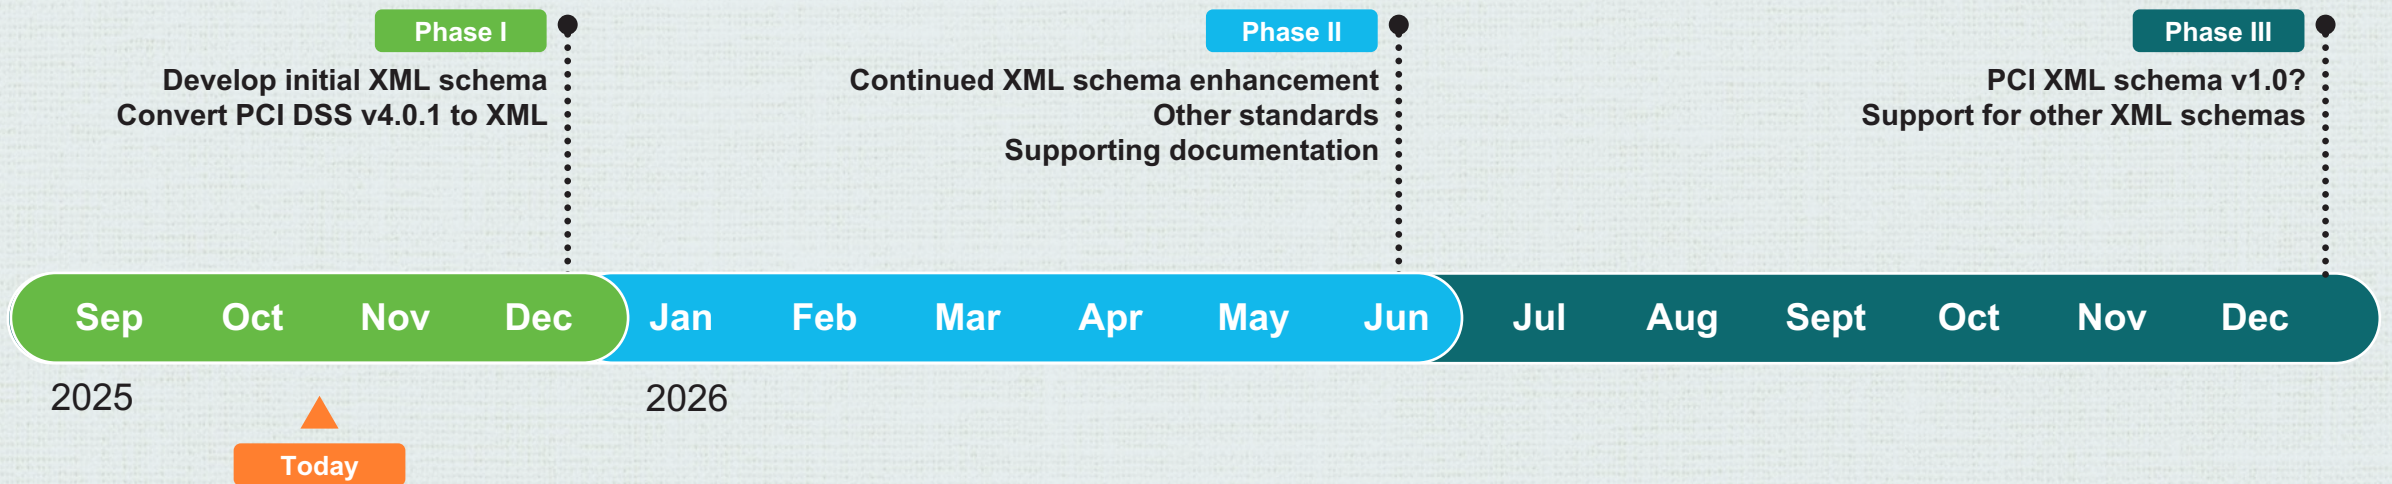 Phase I
Develop initial XML schema
Convert PCI DSS v4.0.1 to XML
Phase II
Continued XML schema enhancement
Other standards
Supporting documentation
Phase III
PCI XML schema v1.0?
Support for other XML schemas
Sep Oct Nov Dec Jan Feb Mar Apr May Jun Jul Aug Sept Oct Nov Dec
2025 2026
Today